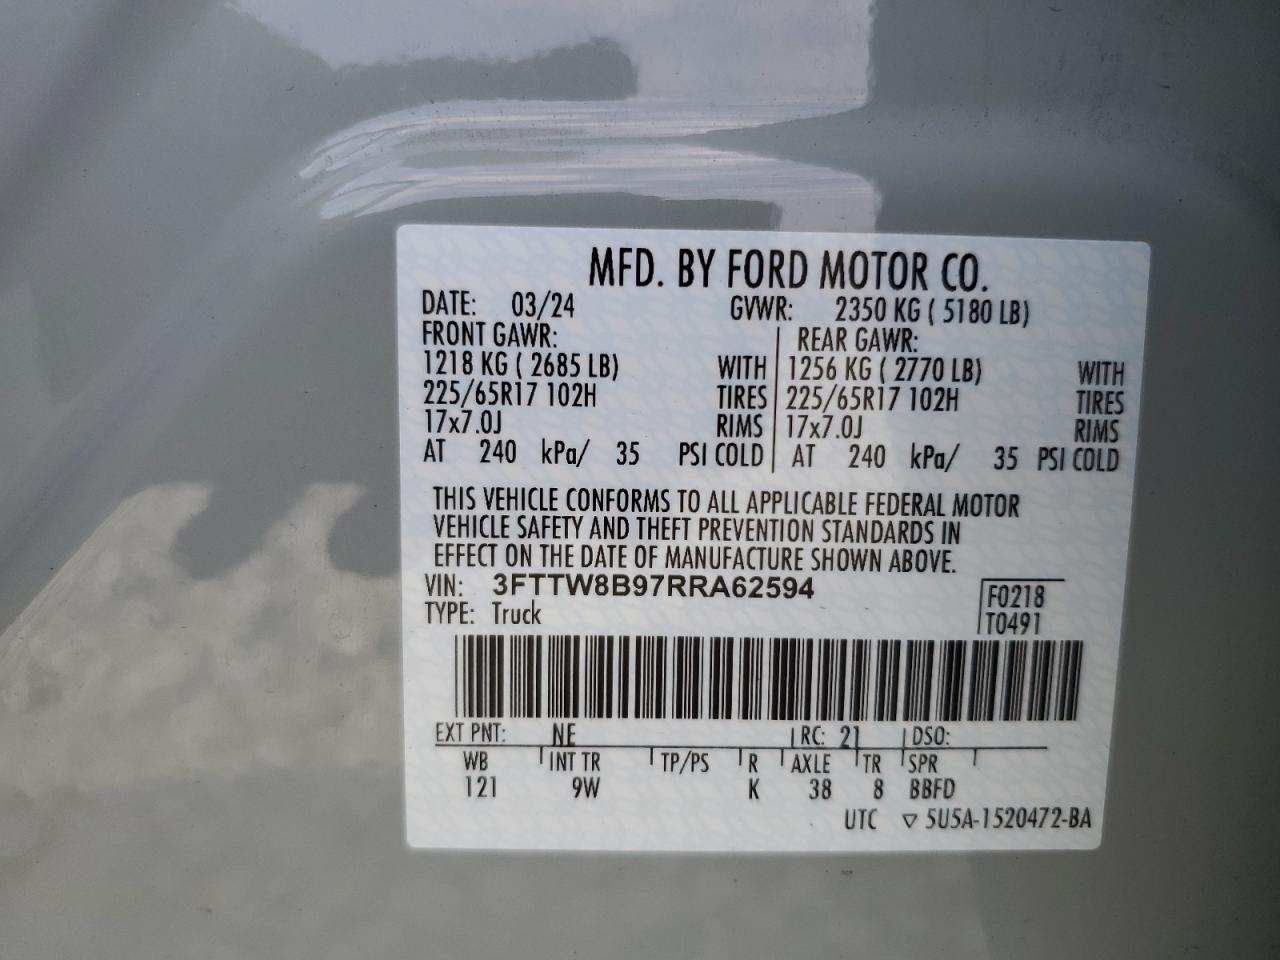 MFD. BY FORD MOTOR CO.
DATE: 03/24 GVWR: 2350 KG ( 5180 LB)
FRONT GAWR: REAR GAWR:
1218 KG ( 2685 LB) WITH 1256 KG ( 2770 LB) WITH
225/65R17 102H TIRES 225/65R17 102H TIRES
17x7.0J RIMS 17x7.0J RIMS
AT 240 kPa/ 35 PSI COLD AT 240 kPa/ 35 PSI COLD
THIS VEHICLE CONFORMS TO ALL APPLICABLE FEDERAL MOTOR
VEHICLE SAFETY AND THEFT PREVENTION STANDARDS IN
EFFECT ON THE DATE OF MANUFACTURE SHOWN ABOVE.
VIN: 3FTTW8B97RRA62594 F0218
TYPE: Truck T0491
EXT PNT: NE RC: 21 DSO:
WB INT TR TP/PS R AXLE TR SPR
121 9W K 38 8 BBFD
UTC ▽ 5U5A-1520472-BA